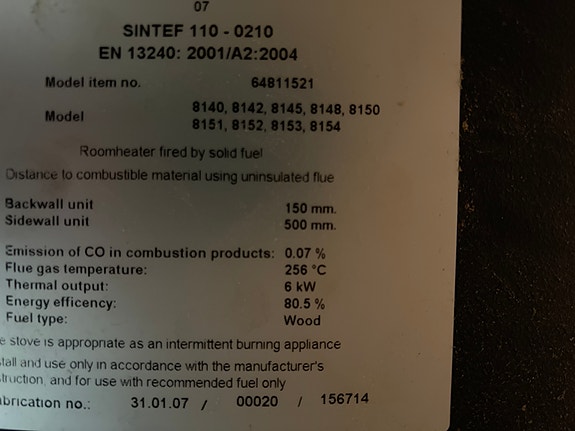 07
SINTEF 110 - 0210
EN 13240: 2001/A2:2004
Model item no. 64811521
Model 8140, 8142, 8145, 8148, 8150
8151, 8152, 8153, 8154
Roomheater fired by solid fuel
Distance to combustible material using uninsulated flue
Backwall unit 150 mm.
Sidewall unit 500 mm.
Emission of CO in combustion products: 0.07 %
Flue gas temperature: 256 °C
Thermal output: 6 kW
Energy efficency: 80.5 %
Fuel type: Wood
e stove is appropriate as an intermittent burning appliance
tall and use only in accordance with the manufacturer's
struction, and for use with recommended fuel only
abrication no.: 31.01.07 / 00020 / 156714